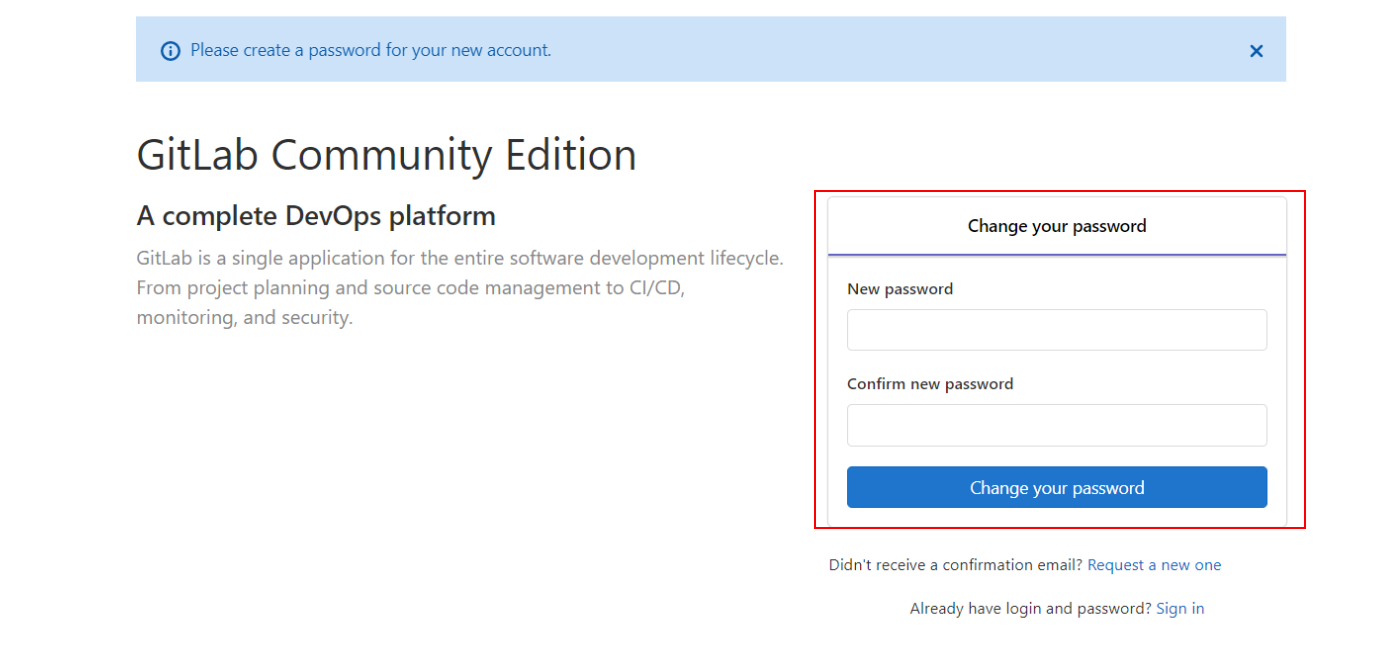 Please create a password for your new account.
GitLab Community Edition
A complete DevOps platform
GitLab is a single application for the entire software development lifecycle.
From project planning and source code management to CI/CD,
monitoring, and security.
Change your password
New password
Confirm new password
Change your password
Didn't receive a confirmation email? Request a new one
Already have login and password? Sign in